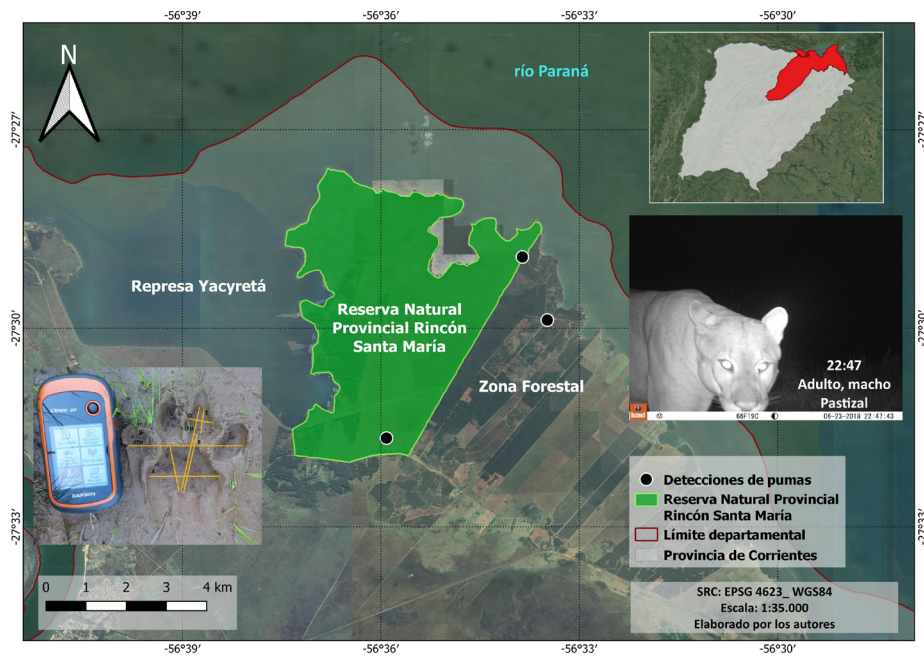 -56°39'
-56°36'
-56°33'
-56°30'
N
río Paraná
-27°27'
-27°27'
Represa Yacyretá
Reserva Natural
Provincial Rincón
Santa María
-27°30'
-27°30'
Zona Forestal
22:47
Adulto, macho
Pastizal
66F19C
06-23-2018 22:47:43
GARMIN
Detecciones de pumas
Reserva Natural Provincial
Rincón Santa María
Límite departamental
Provincia de Corrientes
-27°33'
-27°33'
0 1 2 3 4 km
SRC: EPSG 4623_ WGS84
Escala: 1:35.000
Elaborado por los autores
-56°39'
-56°36'
-56°33'
-56°30'